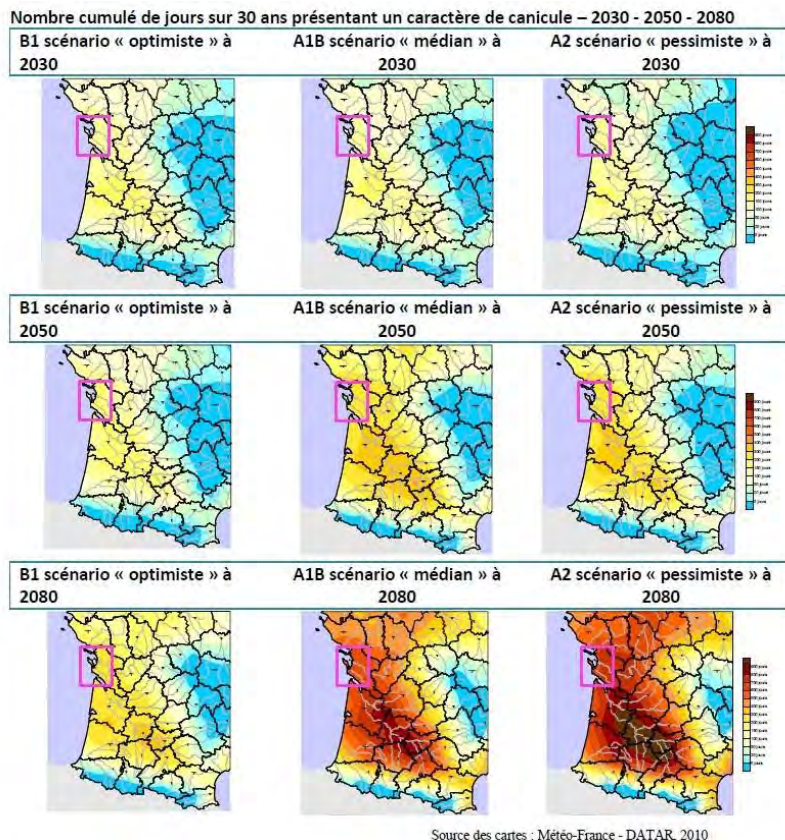 Nombre cumulé de jours sur 30 ans présentant un caractère de canicule – 2030 - 2050 - 2080
B1 scénario « optimiste » à 2030
A1B scénario « médian » à 2030
A2 scénario « pessimiste » à 2030
B1 scénario « optimiste » à 2050
A1B scénario « médian » à 2050
A2 scénario « pessimiste » à 2050
B1 scénario « optimiste » à 2080
A1B scénario « médian » à 2080
A2 scénario « pessimiste » à 2080
Source des cartes : Météo-France - DATAR, 2010